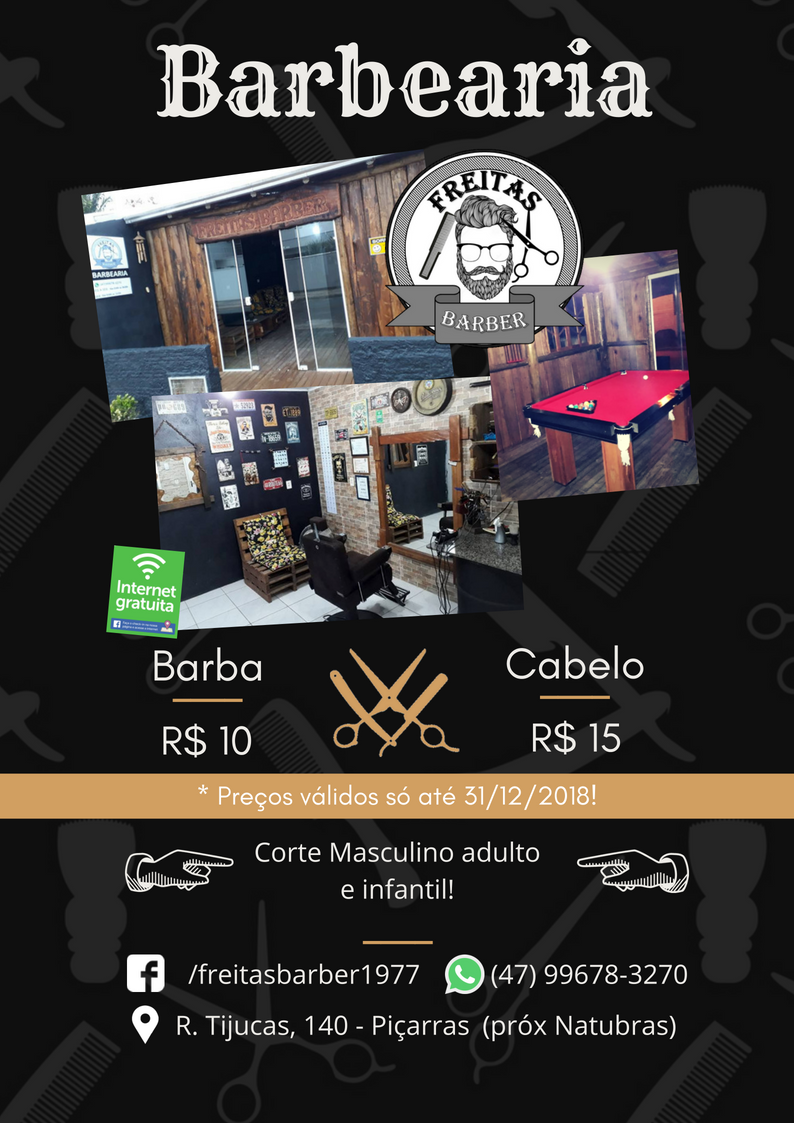 Barbearia
FREITAS BARBER
FREITAS
BARBER
BARBEARIA
Internet
gratuita
Barba
Cabelo
R$ 10
R$ 15
* Preços válidos só até 31/12/2018!
Corte Masculino adulto
e infantil!
/freitasbarber1977 (47) 99678-3270
R. Tijucas, 140 - Piçarras (próx Natubras)